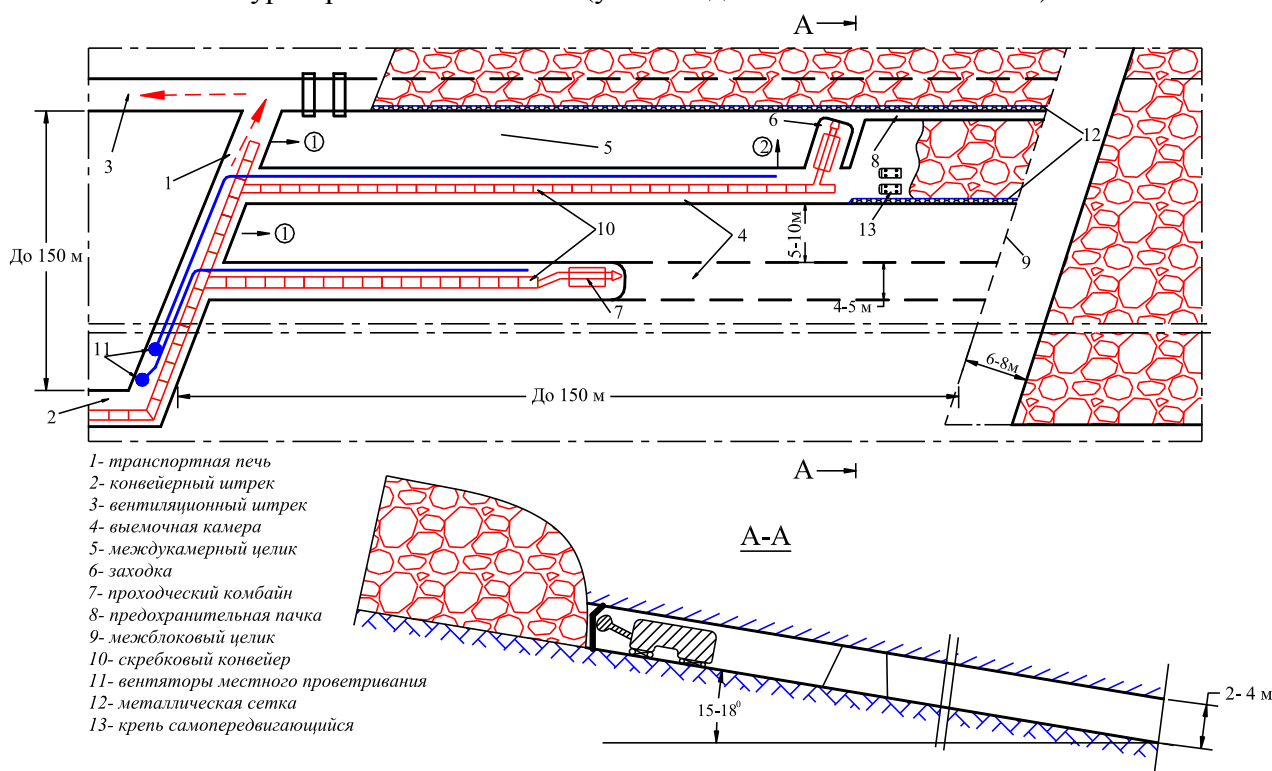 А
6
12
3
1
①
5
②
8
13
До 150 м
①
10
4
5-10м
9
7
4-5 м
11
6-8м
2
До 150 м
А
1- транспортная печь
2- конвейерный штрек
3- вентиляционный штрек
4- выемочная камера
5- междукамерный целик
6- заходка
7- проходческий комбайн
8- предохранительная пачка
9- межблоковый целик
10- скребковый конвейер
11- вентяторы местного проветривания
12- металлическая сетка
13- крепь самопередвигающийся
А-А
15-18⁰
2- 4 м